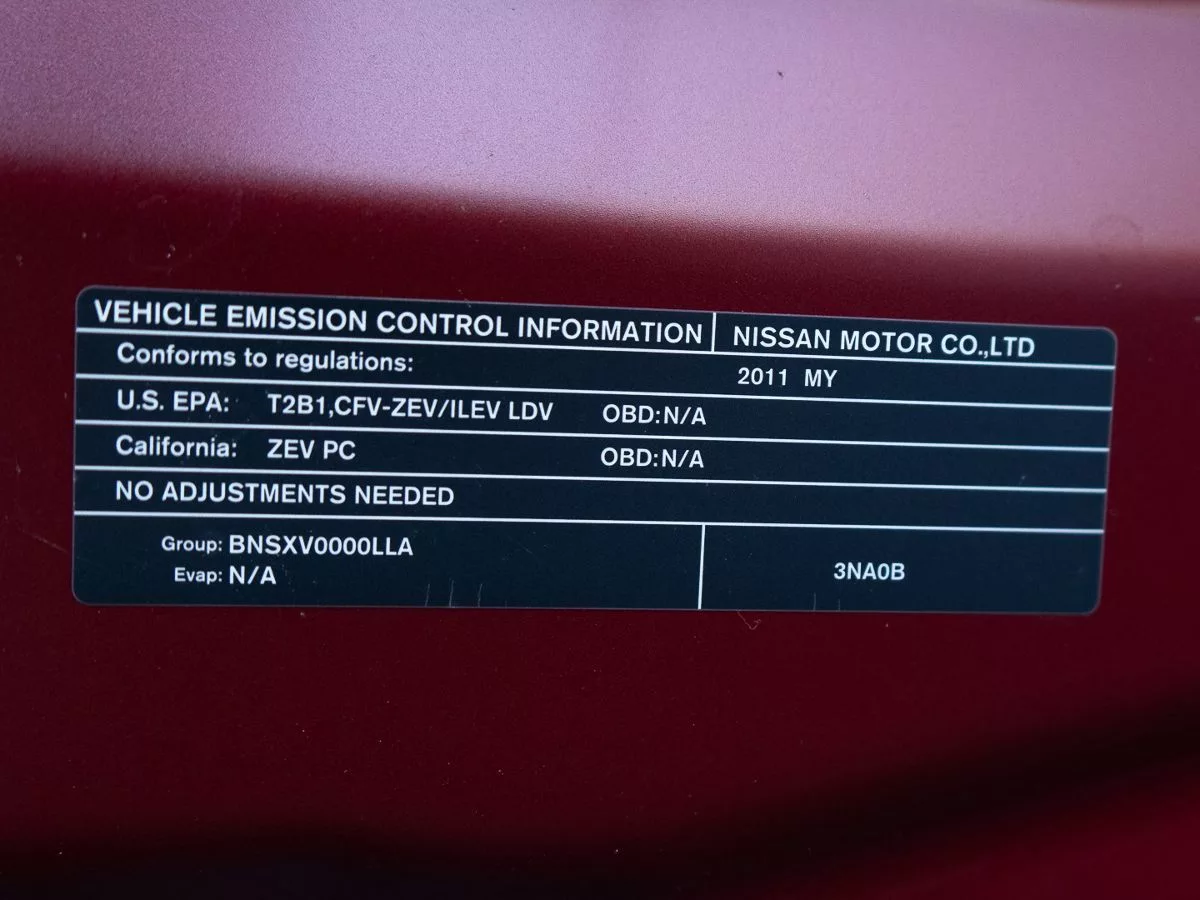 VEHICLE EMISSION CONTROL INFORMATION NISSAN MOTOR CO.,LTD
Conforms to regulations: 2011 MY
U.S. EPA: T2B1,CFV-ZEV/ILEV LDV OBD:N/A
California: ZEV PC OBD:N/A
NO ADJUSTMENTS NEEDED
Group: BNSXV0000LLA
Evap: N/A
3NA0B